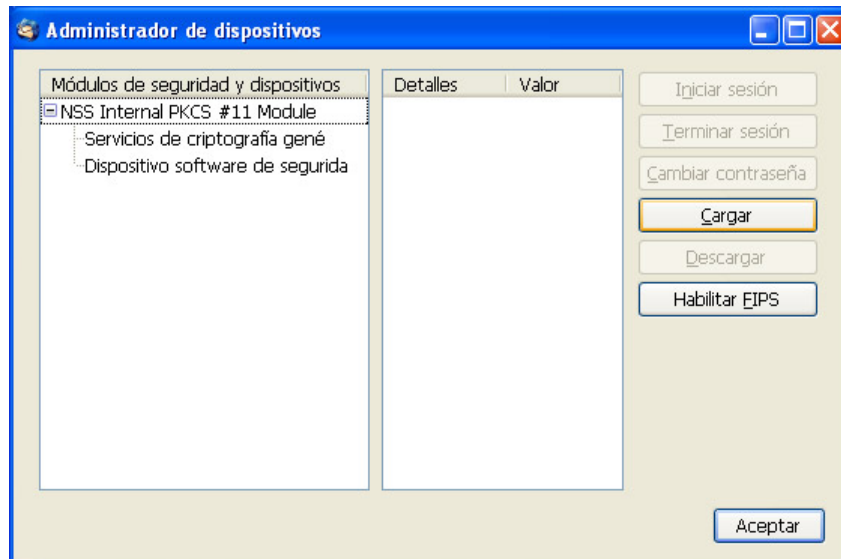 Administrador de dispositivos
Módulos de seguridad y dispositivos
NSS Internal PKCS #11 Module
Servicios de criptografía gené
Dispositivo software de segurida
Detalles
Valor
Iniciar sesión
Terminar sesión
Cambiar contraseña
Cargar
Descargar
Habilitar FIPS
Aceptar